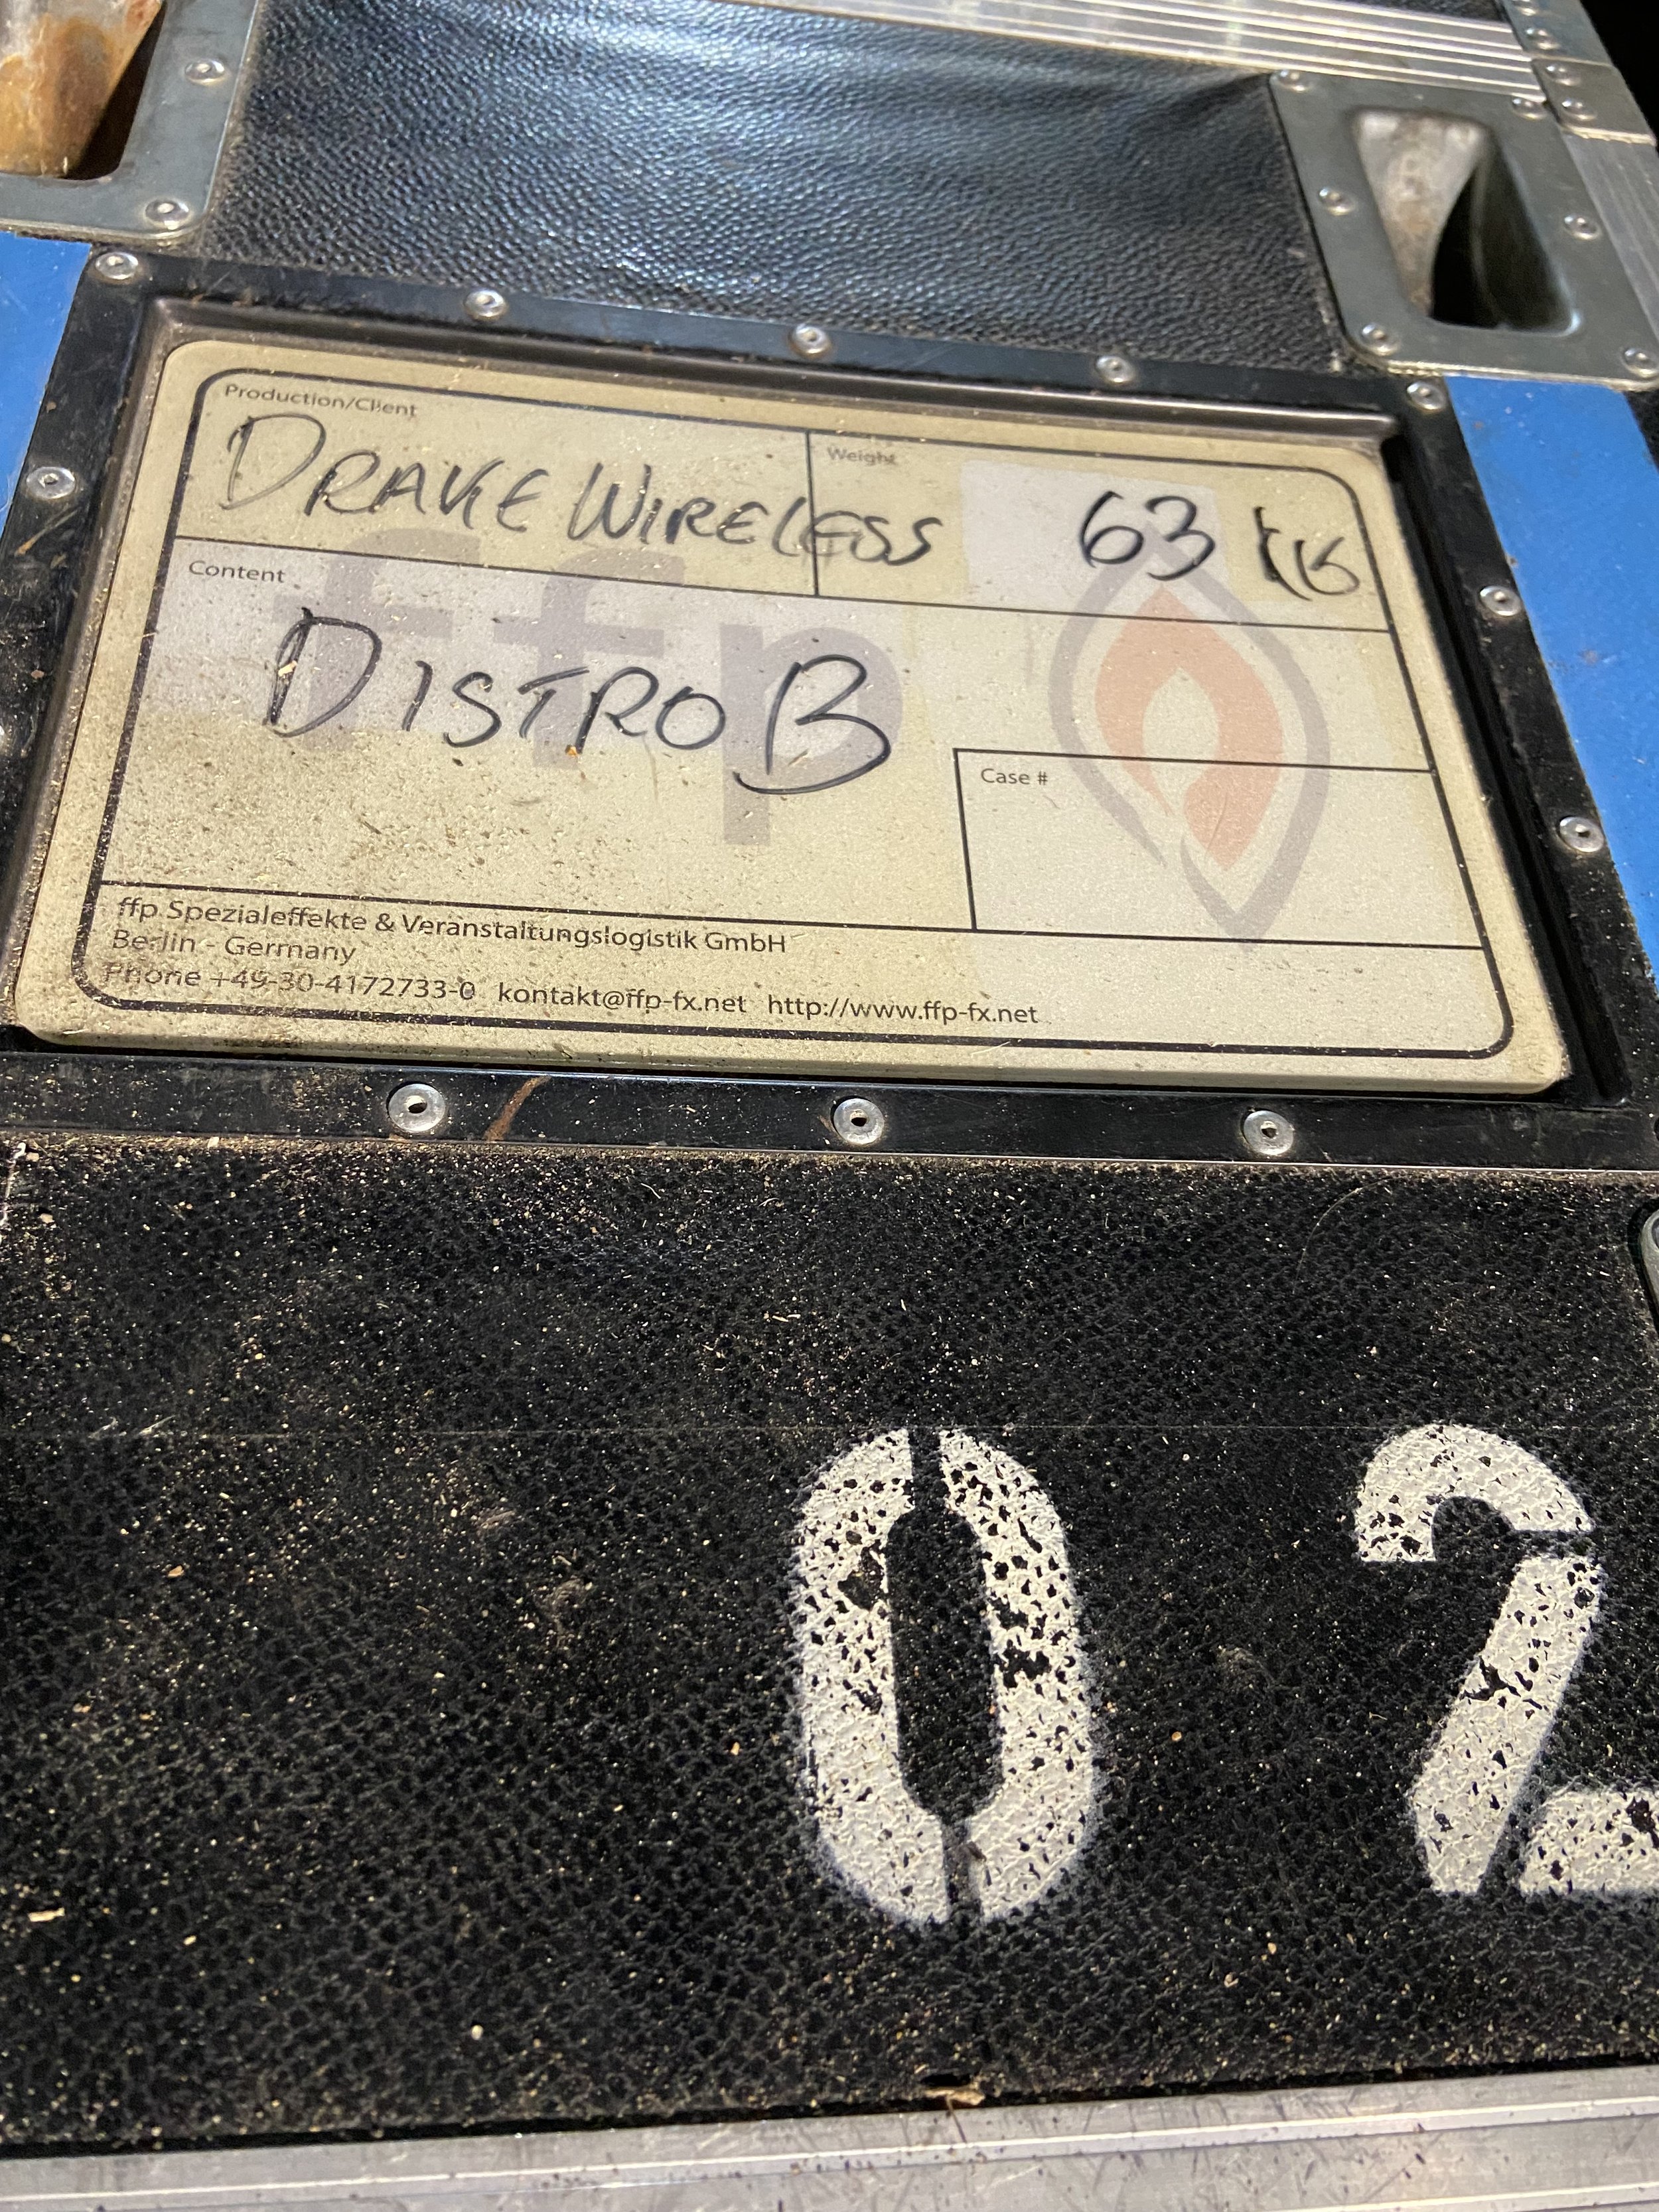 Production/Client
DRAKE WIRELESS
Weight
63 KG
Content
DISTRO B
ffp
Case #
ffp Spezialeffekte & Veranstaltungslogistik GmbH
Berlin - Germany
Phone +49-30-4172733-0 kontakt@ffp-fx.net http://www.ffp-fx.net
02